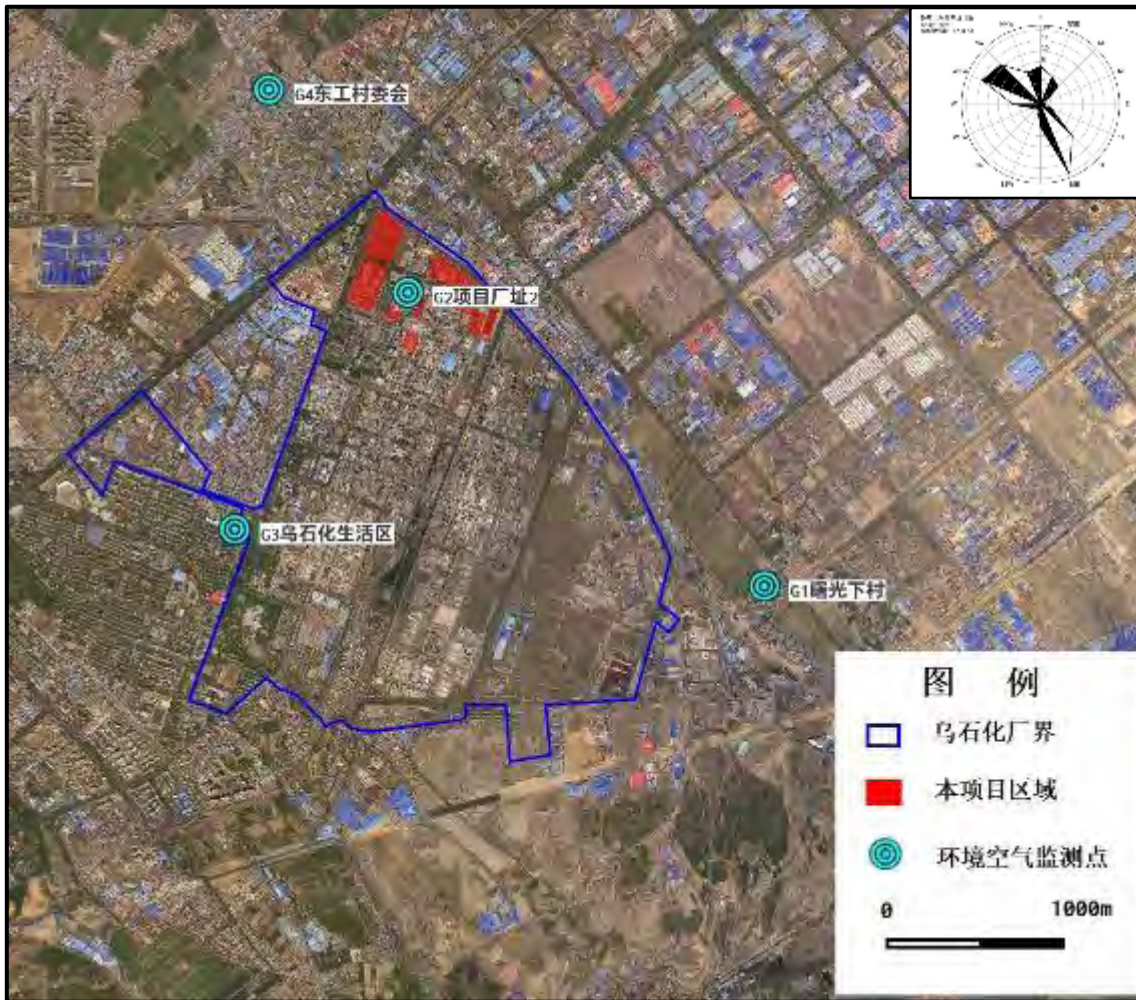 G4东工村委会
G2项目厂址2
G3乌石化生活区
G1曙光下村
图 例
乌石化厂界
本项目区域
环境空气监测点
0 1000m